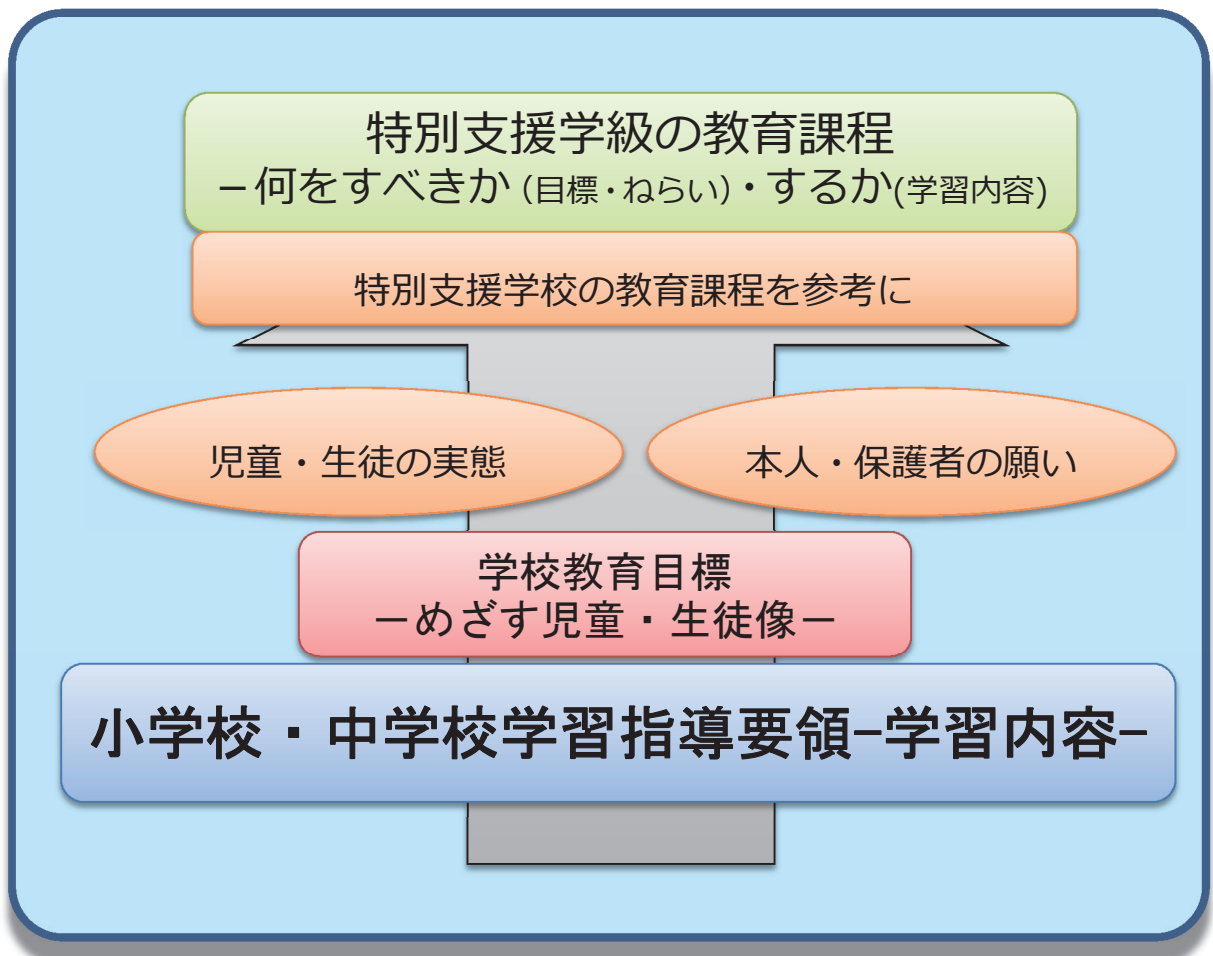 特別支援学級の教育課程
－何をすべきか（目標・ねらい）・するか(学習内容)
特別支援学校の教育課程を参考に
児童・生徒の実態
本人・保護者の願い
学校教育目標
－めざす児童・生徒像－
小学校・中学校学習指導要領−学習内容−